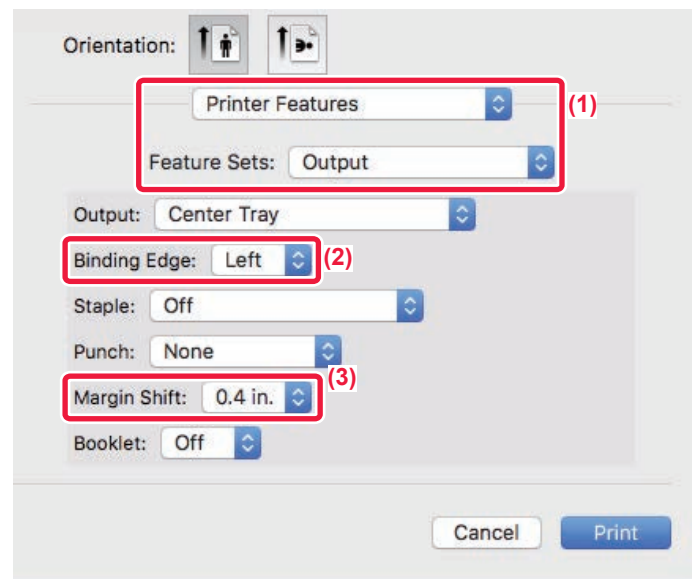 Orientation:
Printer Features
(1)
Feature Sets: Output
Output: Center Tray
Binding Edge: Left
(2)
Staple: Off
Punch: None
(3)
Margin Shift: 0.4 in.
Booklet: Off
Cancel Print